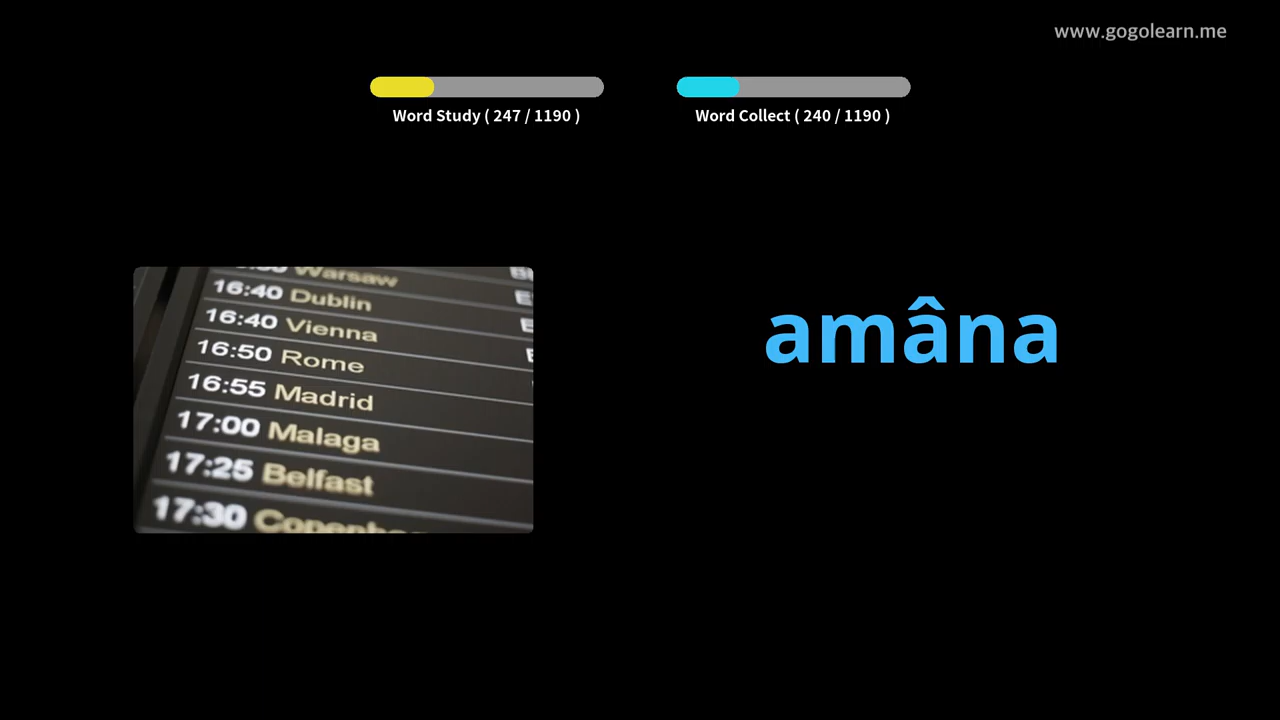 www.gogolearn.me
Word Study ( 247 / 1190 )
Word Collect ( 240 / 1190 )
Warsaw
16:40 Dublin
16:40 Vienna
16:50 Rome
16:55 Madrid
17:00 Malaga
17:25 Belfast
17:30
amâna